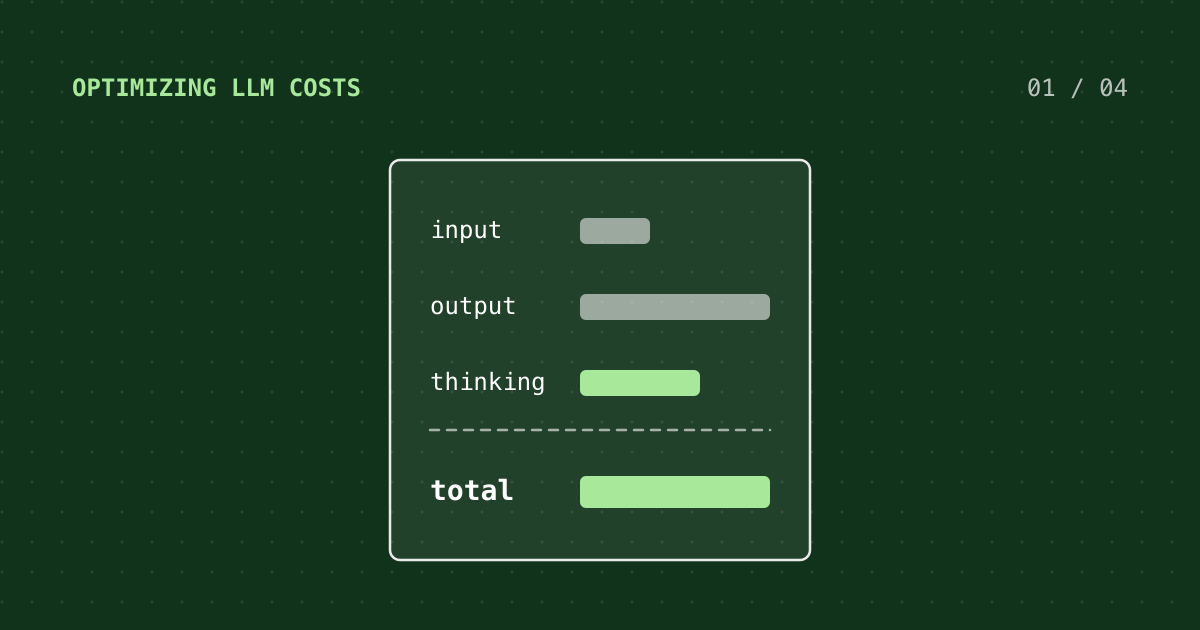 OPTIMIZING LLM COSTS
01 / 04
input
output
thinking
total